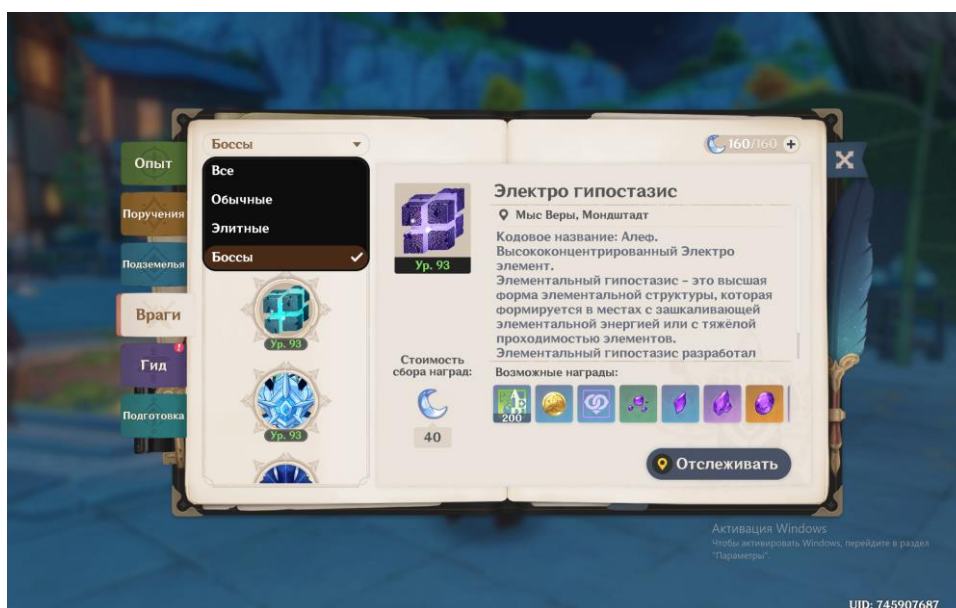 Опыт
Поручения
Подземелья
Враги
Гид
Подготовка
Боссы
Все
Обычные
Элитные
Боссы
Ур. 93
Ур. 93
160/160
Электро гипостазис
Мыс Веры, Мондштадт
Ур. 93
Кодовое название: Алеф.
Высококонцентрированный Электро
элемент.
Элементальный гипостазис – это высшая
форма элементальной структуры, которая
формируется в местах с зашкаливающей
элементальной энергией или с тяжёлой
проходимостью элементов.
Элементальный гипостазис разработал
Стоимость
сбора наград:
40
Возможные награды:
200
Отслеживать
Активация Windows
Чтобы активировать Windows, перейдите в раздел
"Параметры".
UID: 745907687